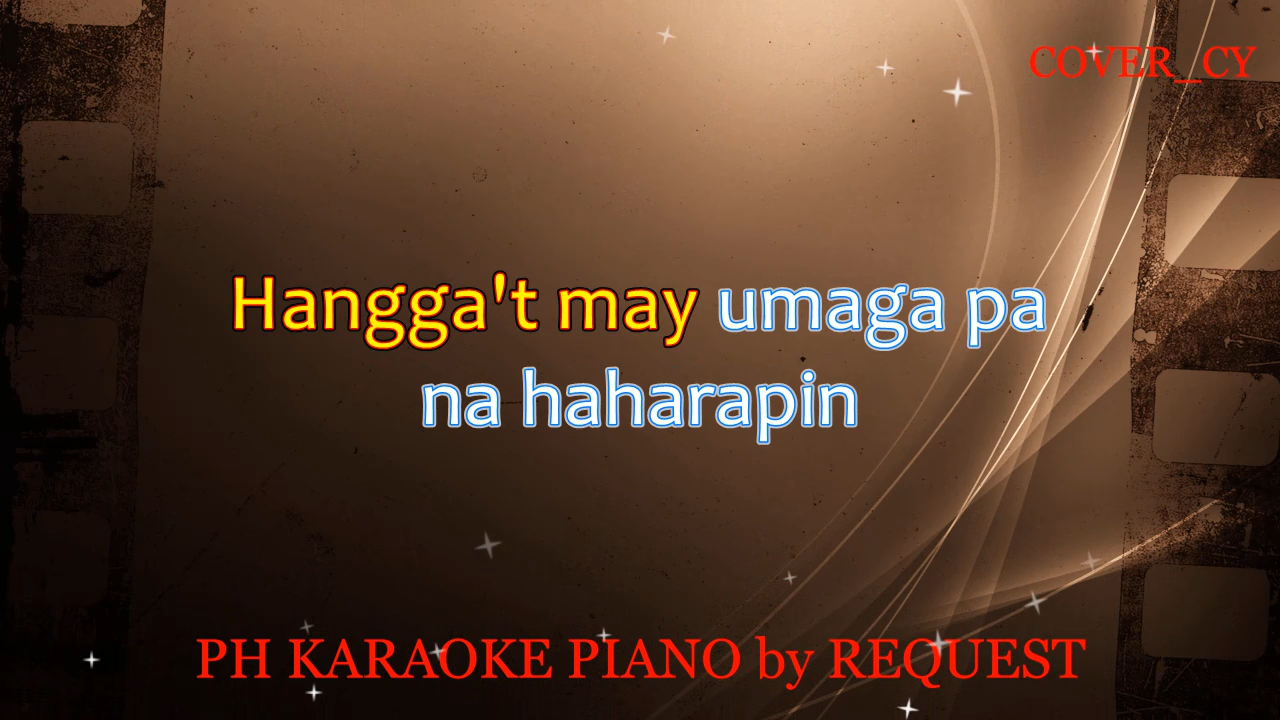 COVER_CY
Hangga't may umaga pa
na haharapin
PH KARAOKE PIANO by REQUEST